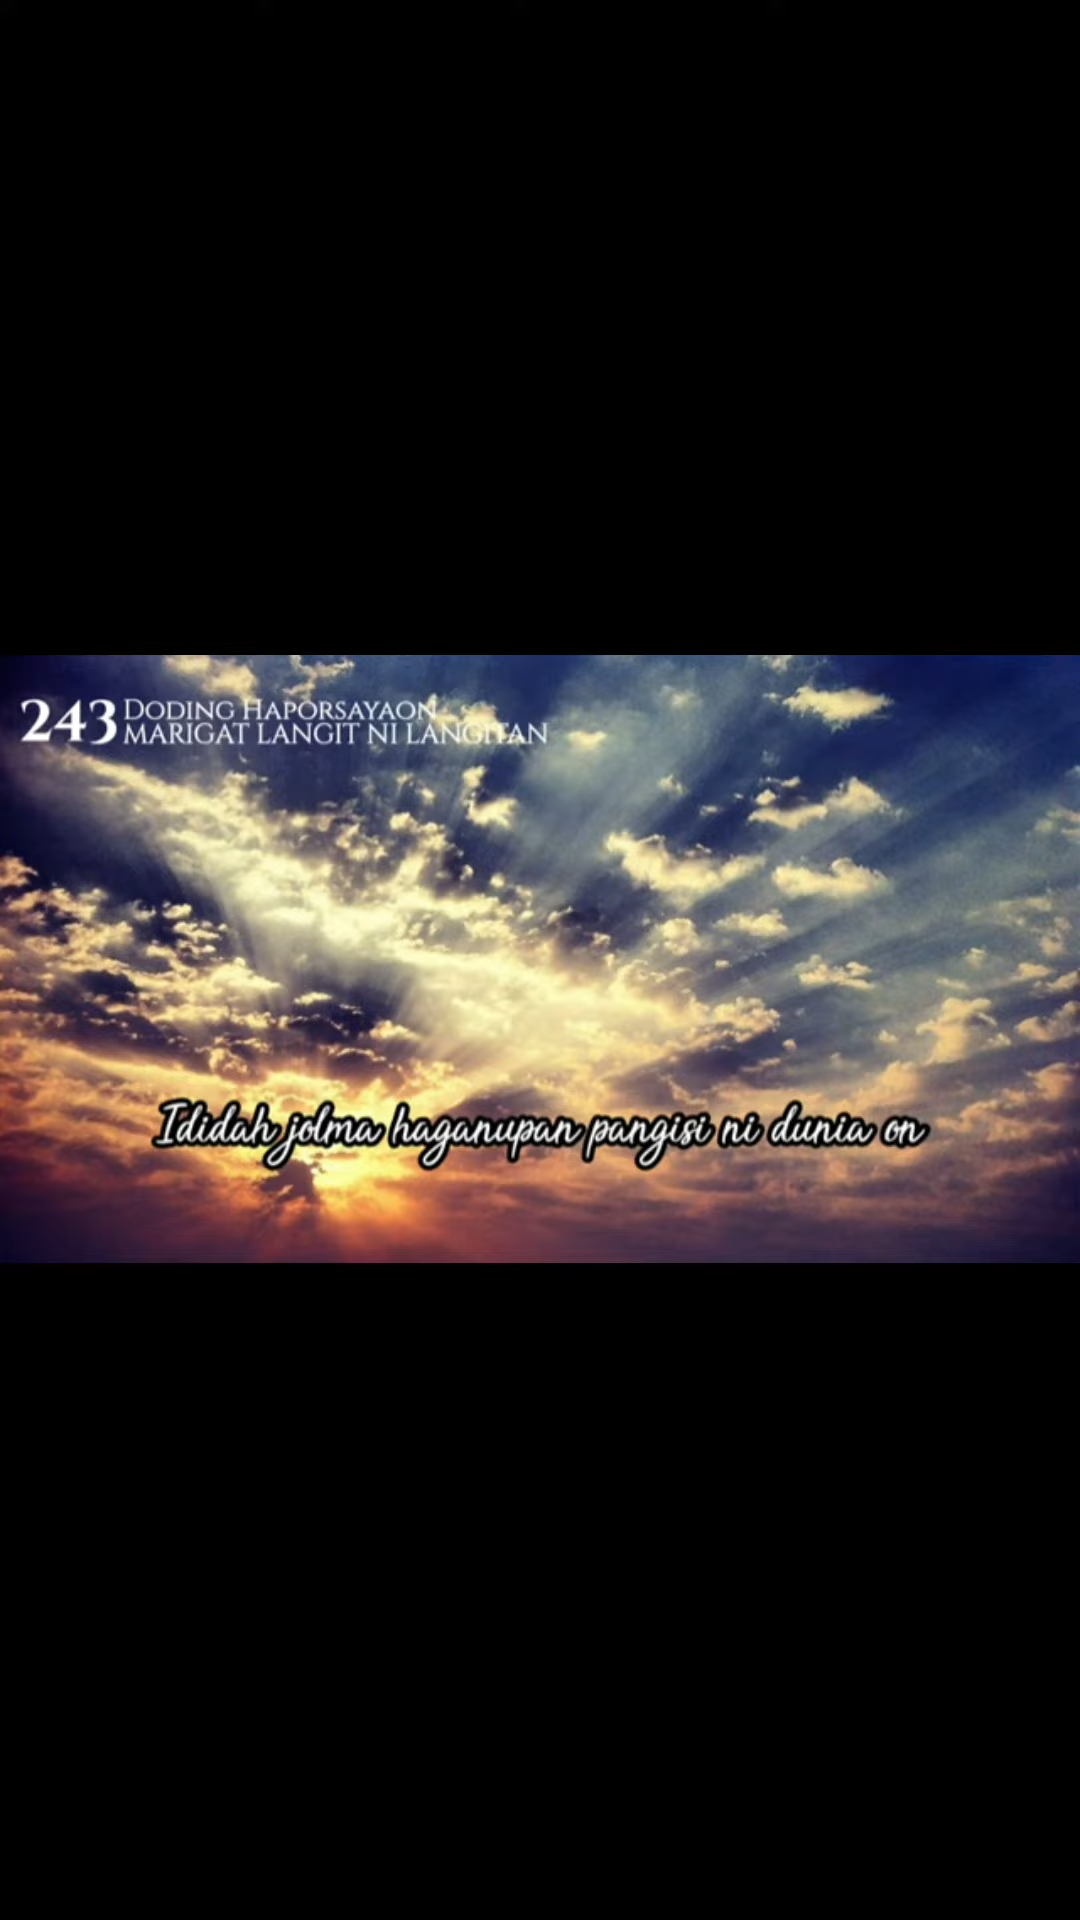 243 DODING HAPORSAYAON
MARIGAT LANGIT NI LANGITAN
Ididah jolma haganupan pangisi ni dunia on